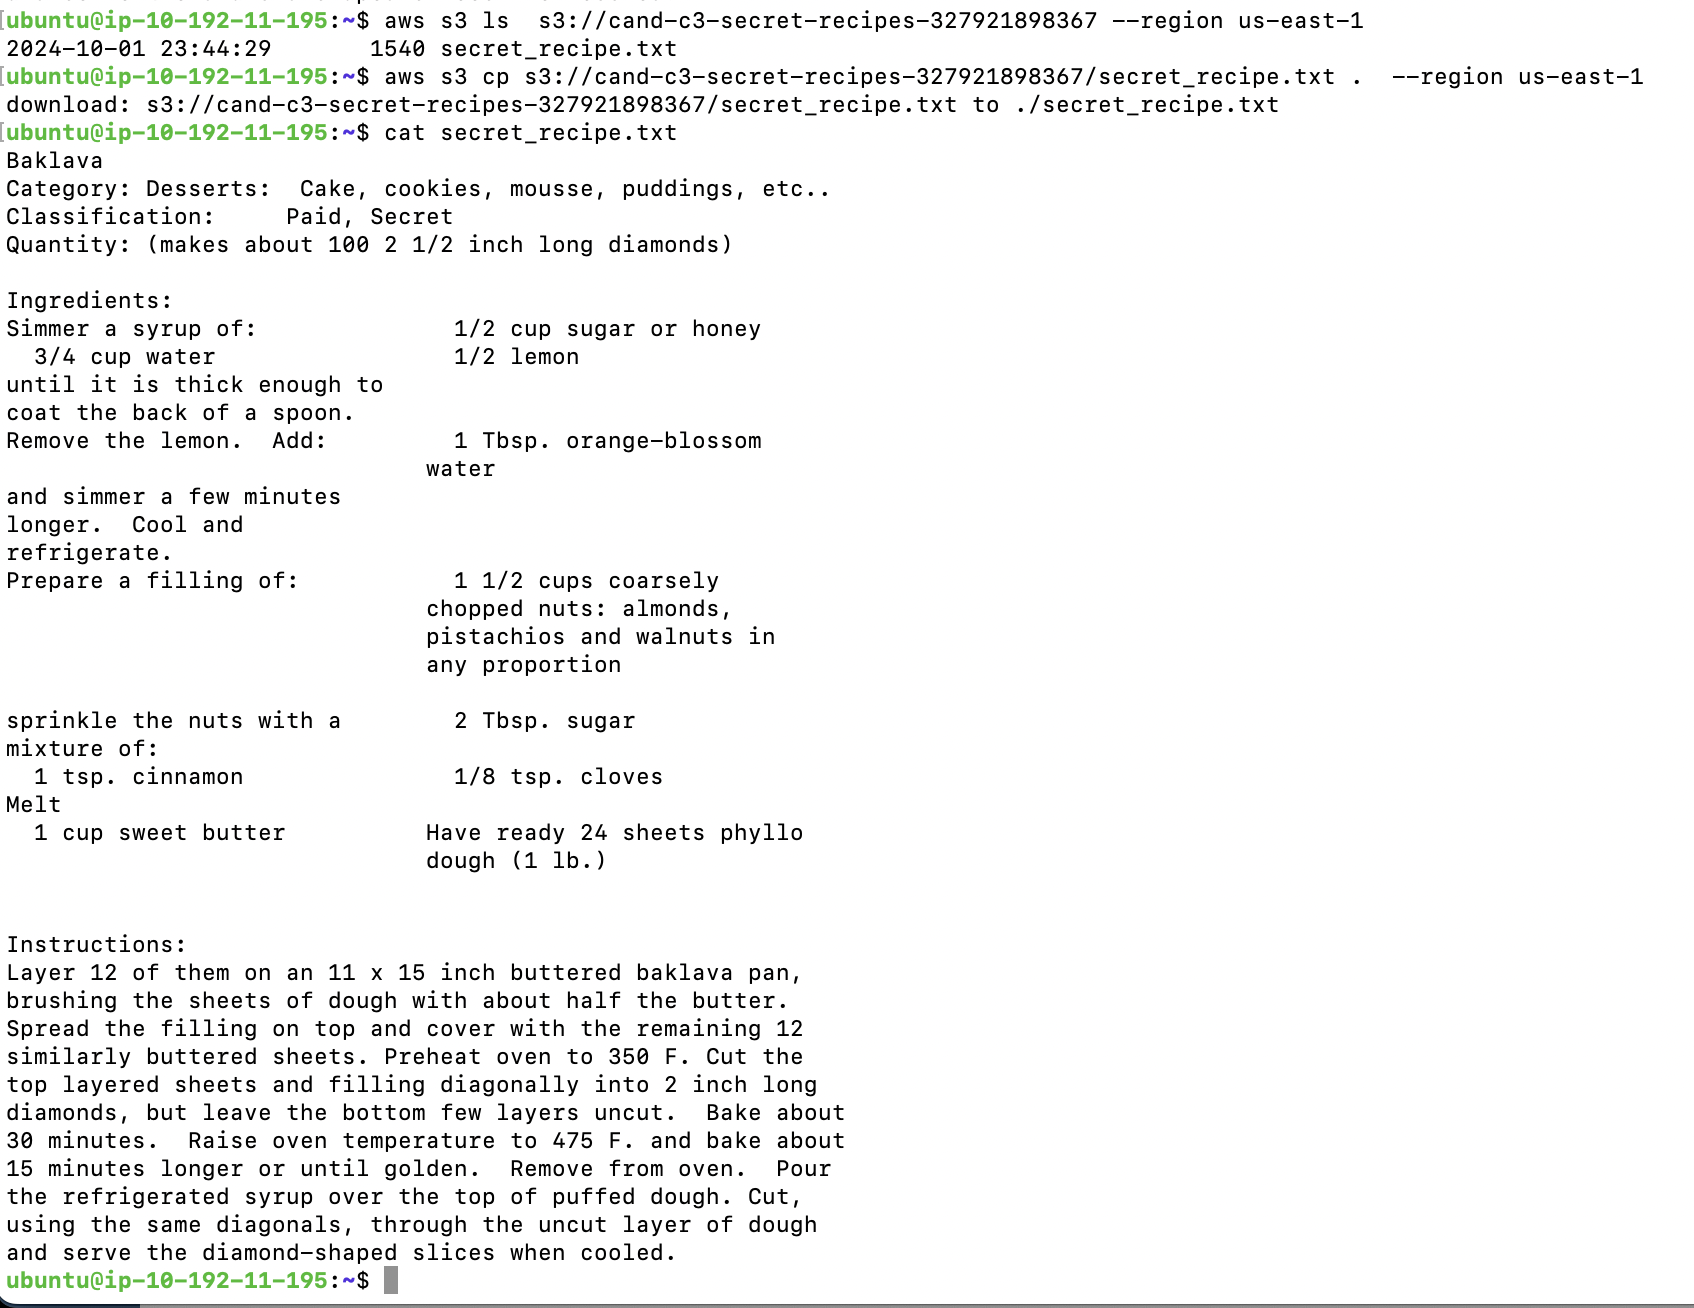 ubuntu@ip-10-192-11-195:~$ aws s3 ls  s3://cand-c3-secret-recipes-327921898367 --region us-east-1
2024-10-01 23:44:29       1540 secret_recipe.txt
ubuntu@ip-10-192-11-195:~$ aws s3 cp s3://cand-c3-secret-recipes-327921898367/secret_recipe.txt .  --region us-east-1
download: s3://cand-c3-secret-recipes-327921898367/secret_recipe.txt to ./secret_recipe.txt
ubuntu@ip-10-192-11-195:~$ cat secret_recipe.txt
Baklava
Category: Desserts:  Cake, cookies, mousse, puddings, etc..
Classification:     Paid, Secret
Quantity: (makes about 100 2 1/2 inch long diamonds)

Ingredients:
Simmer a syrup of:              1/2 cup sugar or honey
  3/4 cup water                 1/2 lemon
until it is thick enough to
coat the back of a spoon.
Remove the lemon.  Add:         1 Tbsp. orange-blossom
                              water
and simmer a few minutes
longer.  Cool and
refrigerate.
Prepare a filling of:           1 1/2 cups coarsely
                              chopped nuts: almonds,
                              pistachios and walnuts in
                              any proportion

sprinkle the nuts with a        2 Tbsp. sugar
mixture of:
  1 tsp. cinnamon               1/8 tsp. cloves
Melt
  1 cup sweet butter          Have ready 24 sheets phyllo
                              dough (1 lb.)

Instructions:
Layer 12 of them on an 11 x 15 inch buttered baklava pan,
brushing the sheets of dough with about half the butter.
Spread the filling on top and cover with the remaining 12
similarly buttered sheets. Preheat oven to 350 F. Cut the
top layered sheets and filling diagonally into 2 inch long
diamonds, but leave the bottom few layers uncut.  Bake about
30 minutes.  Raise oven temperature to 475 F. and bake about
15 minutes longer or until golden.  Remove from oven.  Pour
the refrigerated syrup over the top of puffed dough. Cut,
using the same diagonals, through the uncut layer of dough
and serve the diamond-shaped slices when cooled.
ubuntu@ip-10-192-11-195:~$